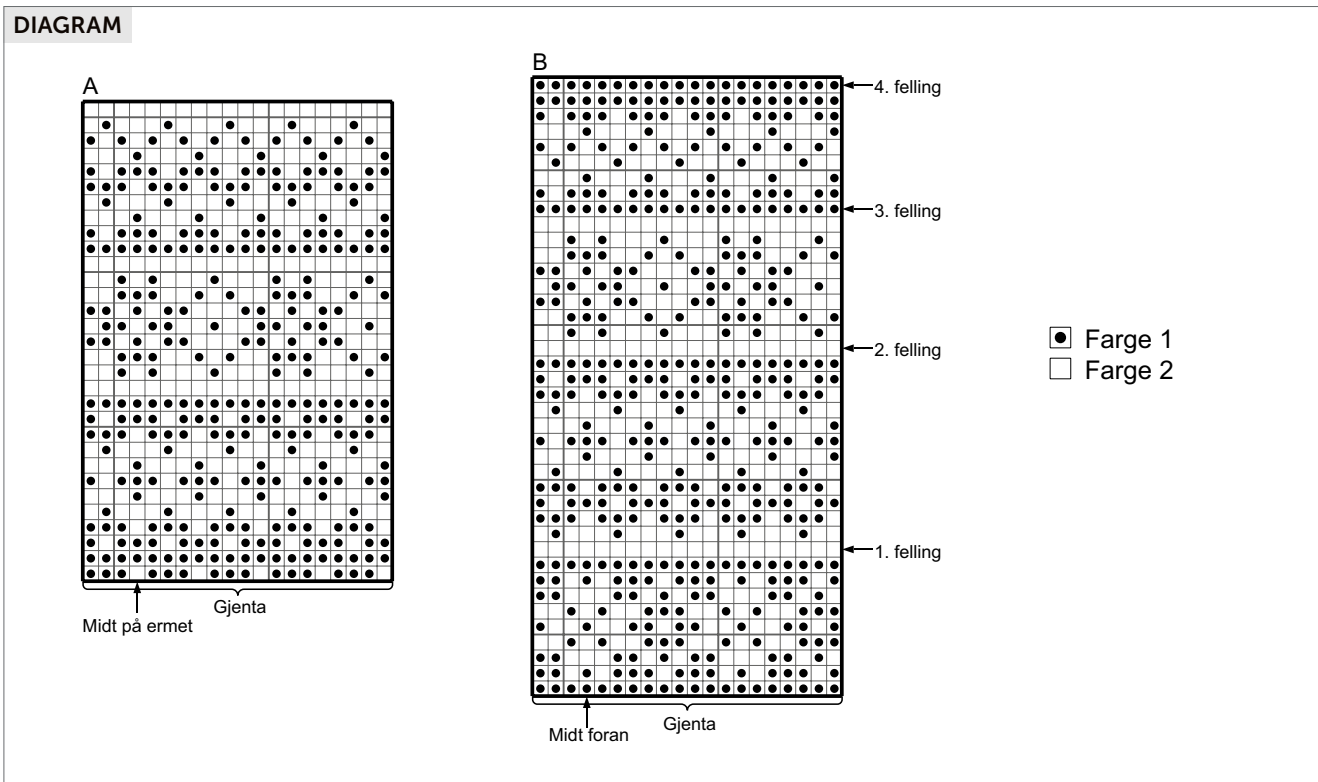 DIAGRAM
A
Gjenta
Midt på ermet
B
4. felling
3. felling
2. felling
1. felling
Gjenta
Midt foran
Farge 1
Farge 2